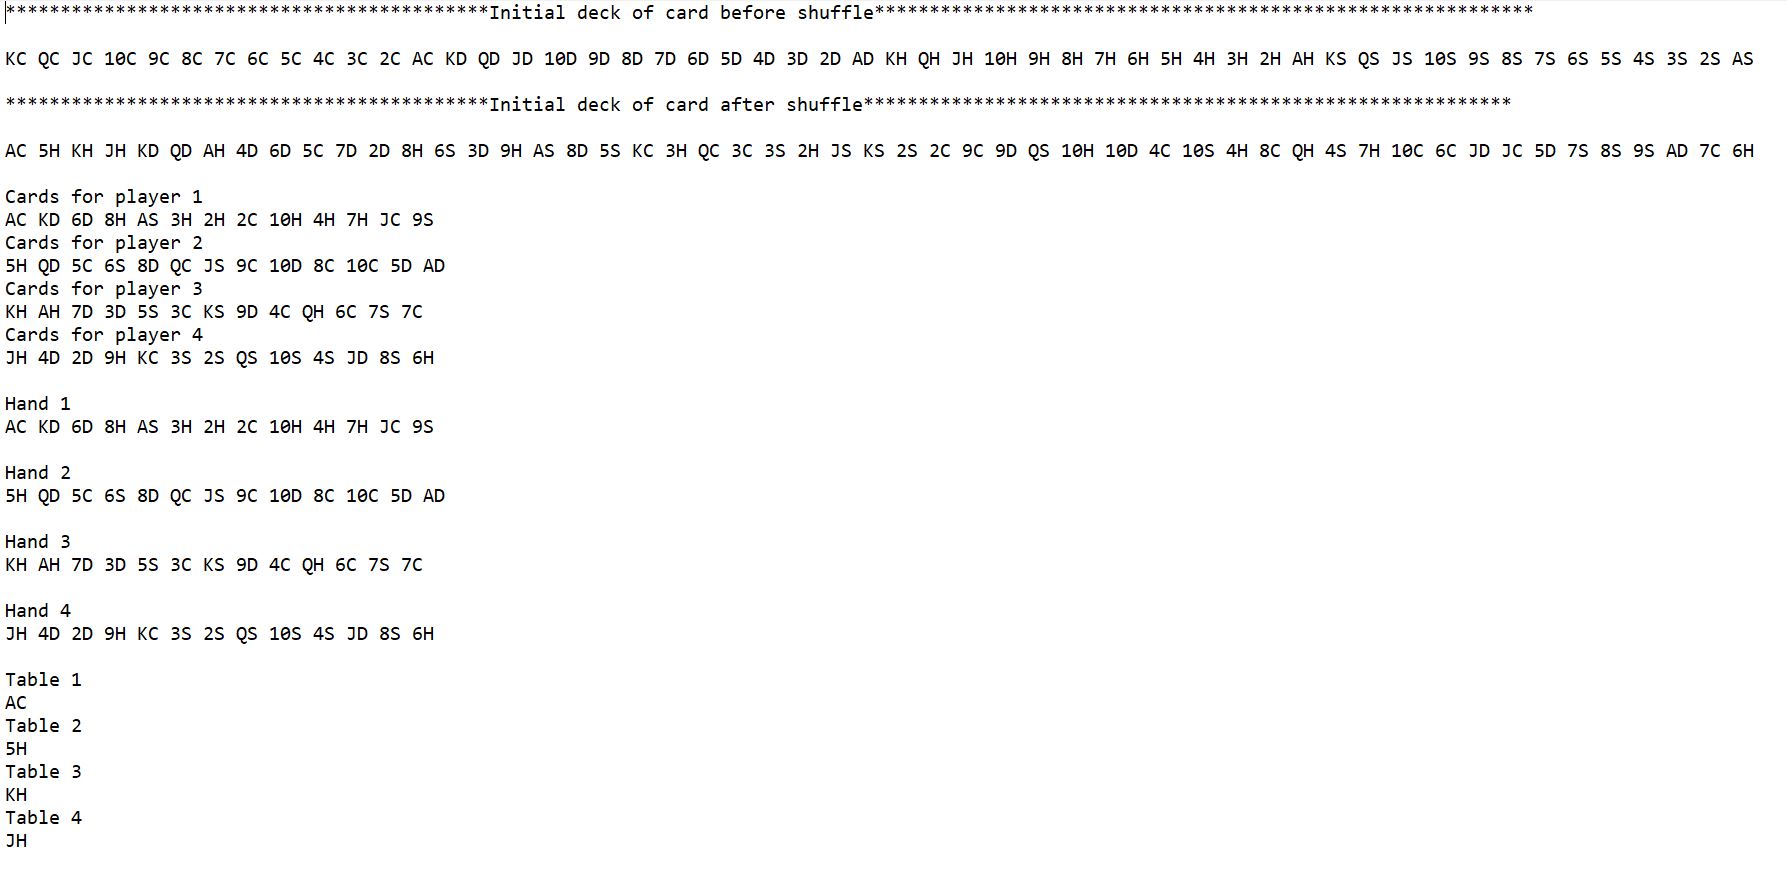 ********************************************Initial deck of card before shuffle************************************************************
KC QC JC 10C 9C 8C 7C 6C 5C 4C 3C 2C AC KD QD JD 10D 9D 8D 7D 6D 5D 4D 3D 2D AD KH QH JH 10H 9H 8H 7H 6H 5H 4H 3H 2H AH KS QS JS 10S 9S 8S 7S 6S 5S 4S 3S 2S AS
********************************************Initial deck of card after shuffle***********************************************************
AC 5H KH JH KD QD AH 4D 6D 5C 7D 2D 8H 6S 3D 9H AS 8D 5S KC 3H QC 3C 3S 2H JS KS 2S 2C 9C 9D QS 10H 10D 4C 10S 4H 8C QH 4S 7H 10C 6C JD JC 5D 7S 8S 9S AD 7C 6H
Cards for player 1
AC KD 6D 8H AS 3H 2H 2C 10H 4H 7H JC 9S
Cards for player 2
5H QD 5C 6S 8D QC JS 9C 10D 8C 10C 5D AD
Cards for player 3
KH AH 7D 3D 5S 3C KS 9D 4C QH 6C 7S 7C
Cards for player 4
JH 4D 2D 9H KC 3S 2S QS 10S 4S JD 8S 6H
Hand 1
AC KD 6D 8H AS 3H 2H 2C 10H 4H 7H JC 9S
Hand 2
5H QD 5C 6S 8D QC JS 9C 10D 8C 10C 5D AD
Hand 3
KH AH 7D 3D 5S 3C KS 9D 4C QH 6C 7S 7C
Hand 4
JH 4D 2D 9H KC 3S 2S QS 10S 4S JD 8S 6H
Table 1
AC
Table 2
5H
Table 3
KH
Table 4
JH